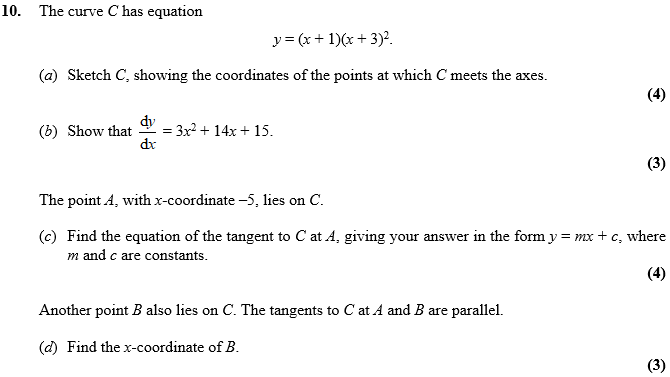 10. The curve C has equation
y = (x + 1)(x + 3)².
(a) Sketch C, showing the coordinates of the points at which C meets the axes.
(4)
(b) Show that dy/dx = 3x² + 14x + 15.
(3)
The point A, with x-coordinate –5, lies on C.
(c) Find the equation of the tangent to C at A, giving your answer in the form y = mx + c, where
m and c are constants.
(4)
Another point B also lies on C. The tangents to C at A and B are parallel.
(d) Find the x-coordinate of B.
(3)